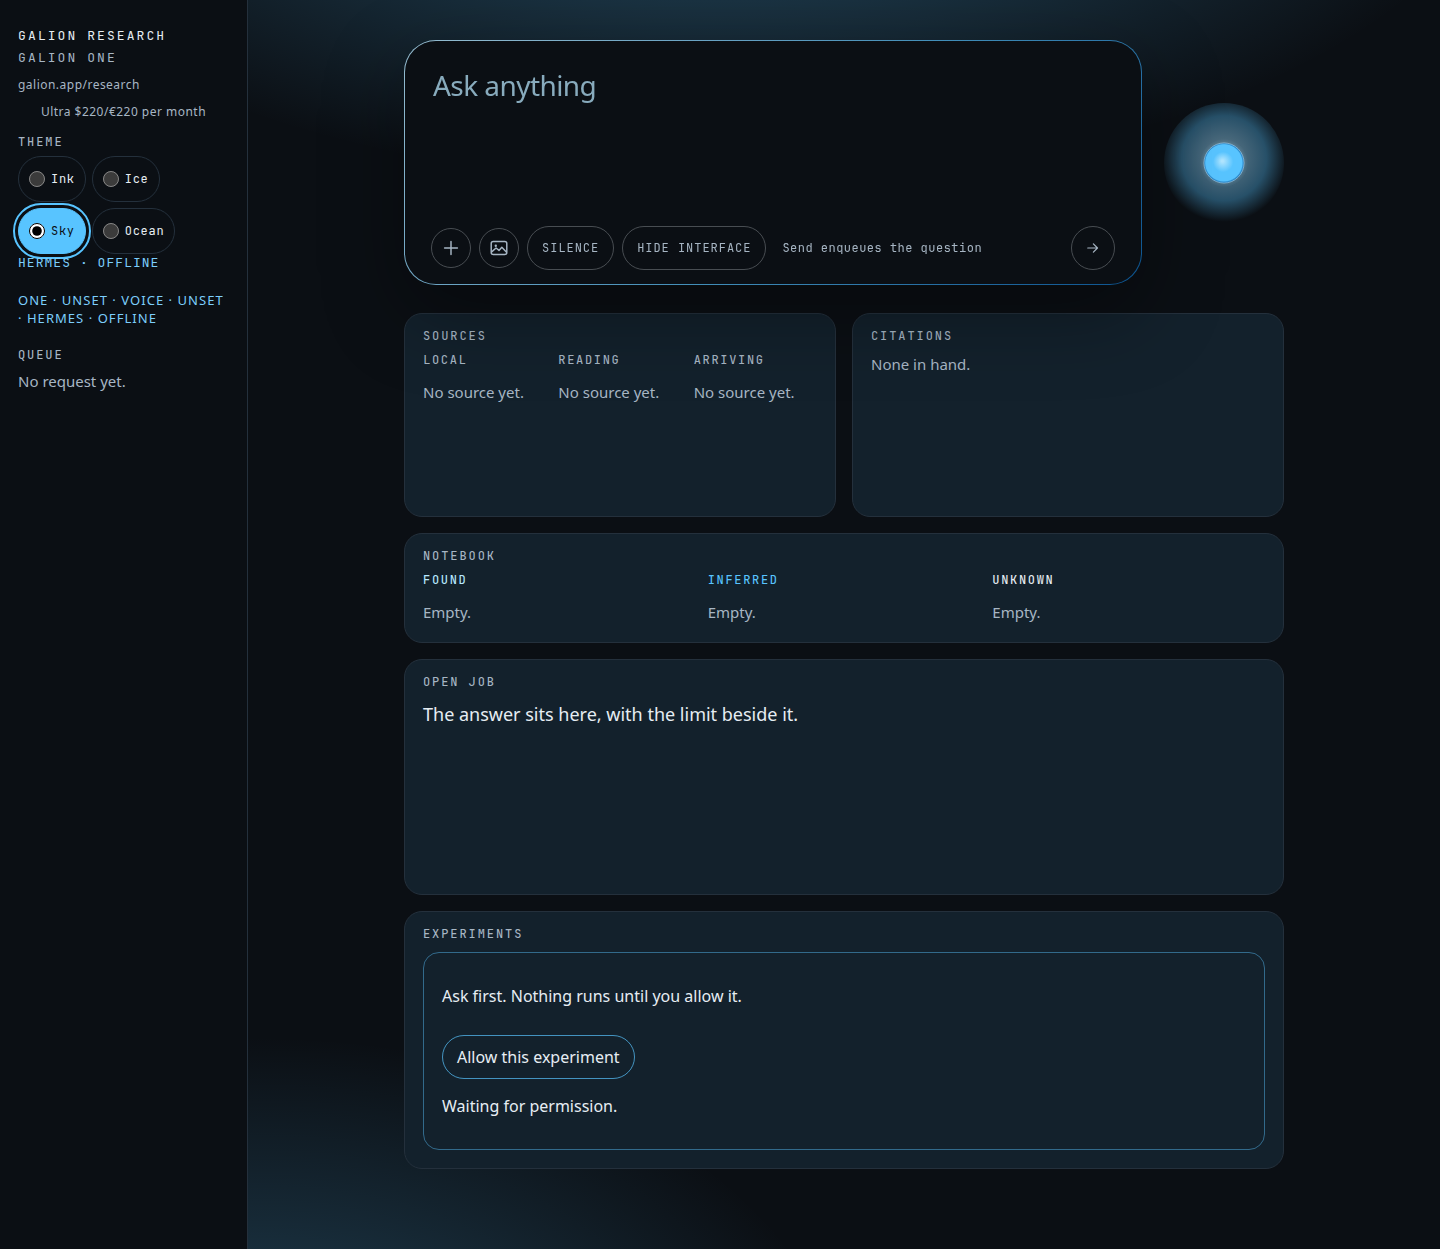 GALION RESEARCH
GALION ONE
galion.app/research
Ultra $220/€220 per month
THEME
Ink
Ice
Sky
Ocean
HERMES · OFFLINE
ONE · UNSET · VOICE · UNSET
· HERMES · OFFLINE
QUEUE
No request yet.
Ask anything
SILENCE
HIDE INTERFACE
Send enqueues the question
SOURCES
LOCAL
READING
ARRIVING
No source yet.
No source yet.
No source yet.
CITATIONS
None in hand.
NOTEBOOK
FOUND
INFERRED
UNKNOWN
Empty.
Empty.
Empty.
OPEN JOB
The answer sits here, with the limit beside it.
EXPERIMENTS
Ask first. Nothing runs until you allow it.
Allow this experiment
Waiting for permission.